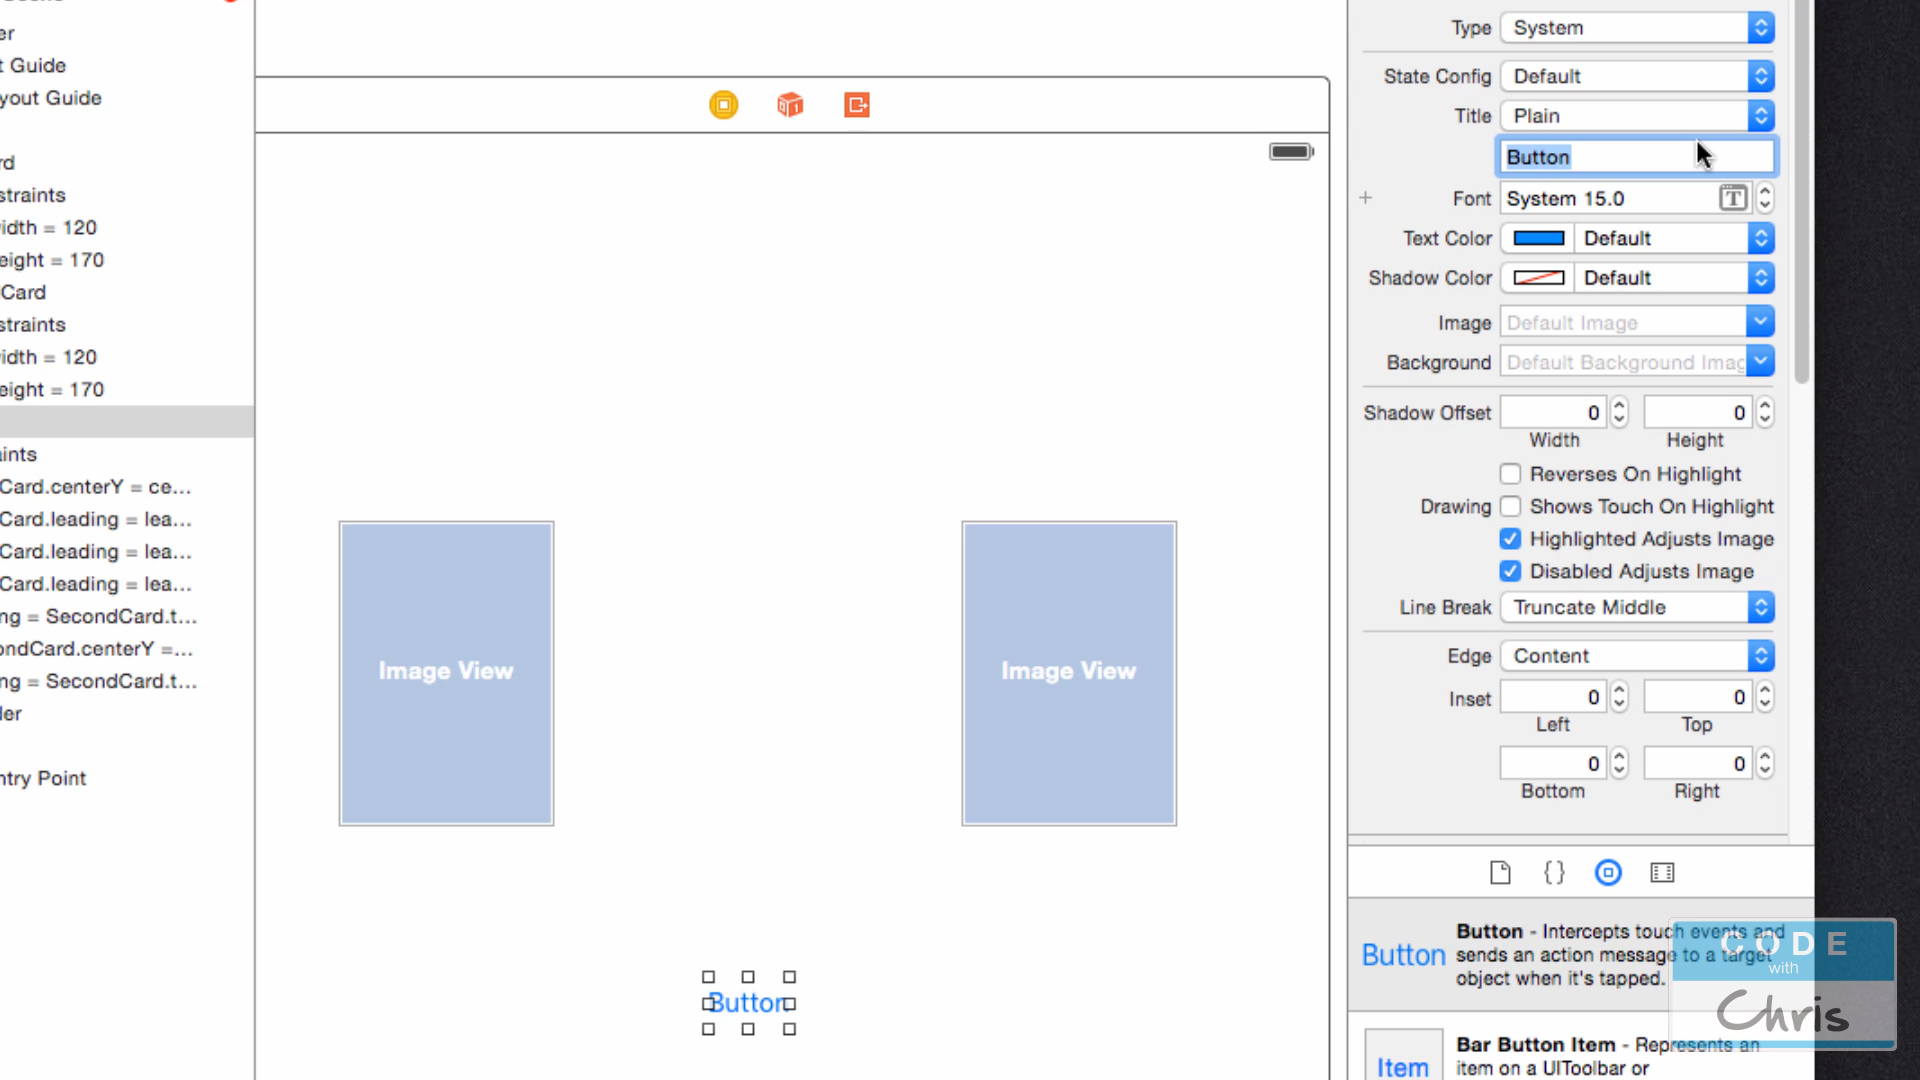 er
t Guide
yout Guide
rd
straints
idth = 120
eight = 170
Card
straints
idth = 120
eight = 170
ints
Card.centerY = ce...
Card.leading = lea...
Card.leading = lea...
Card.leading = lea...
ng = SecondCard.t...
ondCard.centerY =...
ng = SecondCard.t...
der
ntry Point
Image View
Image View
Button
Type System
State Config Default
Title Plain
Button
+ Font System 15.0 T
Text Color Default
Shadow Color Default
Image Default Image
Background Default Background Imag
Shadow Offset 0 0
Width Height
Reverses On Highlight
Drawing Shows Touch On Highlight
Highlighted Adjusts Image
Disabled Adjusts Image
Line Break Truncate Middle
Edge Content
Inset 0 0
Left Top
0 0
Bottom Right
{}
Button
Button - Intercepts touch events and
sends an action message to a target
object when it's tapped.
Item
Bar Button Item - Represents an
item on a UIToolbar or
CODE
with
Chris